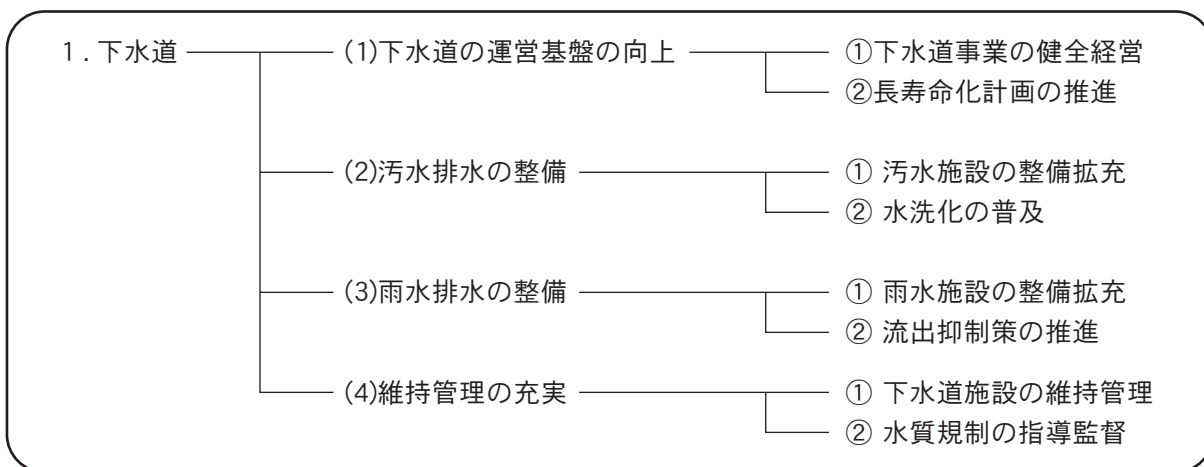 1．下水道
(1)下水道の運営基盤の向上
①下水道事業の健全経営
②長寿命化計画の推進
(2)汚水排水の整備
① 汚水施設の整備拡充
② 水洗化の普及
(3)雨水排水の整備
① 雨水施設の整備拡充
② 流出抑制策の推進
(4)維持管理の充実
① 下水道施設の維持管理
② 水質規制の指導監督